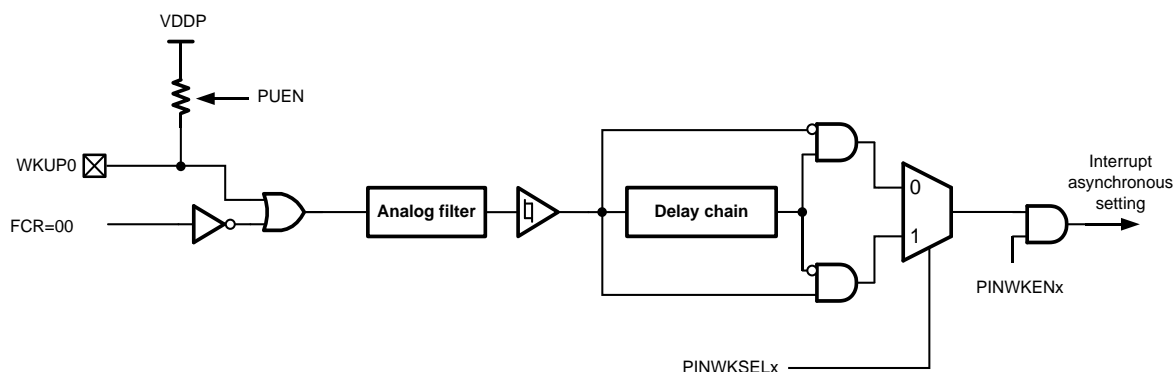 VDDP
PUEN
WKUP0
FCR=00
Analog filter
Delay chain
0
1
Interrupt
asynchronous
setting
PINWKENx
PINWKSELx